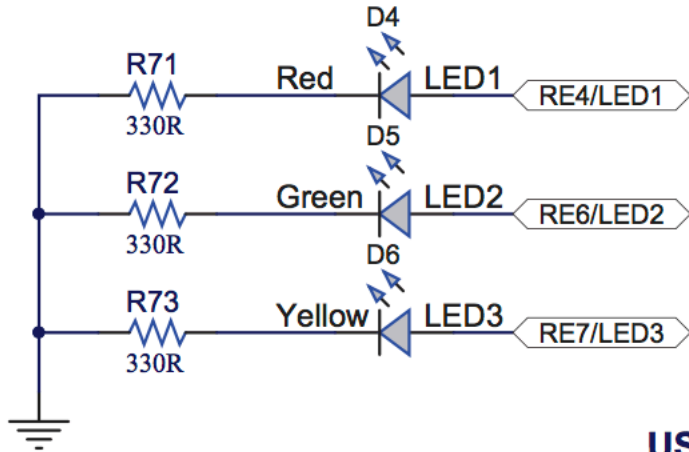 D4
R71 Red LED1 RE4/LED1
330R
D5
R72 Green LED2 RE6/LED2
330R
D6
R73 Yellow LED3 RE7/LED3
330R
US